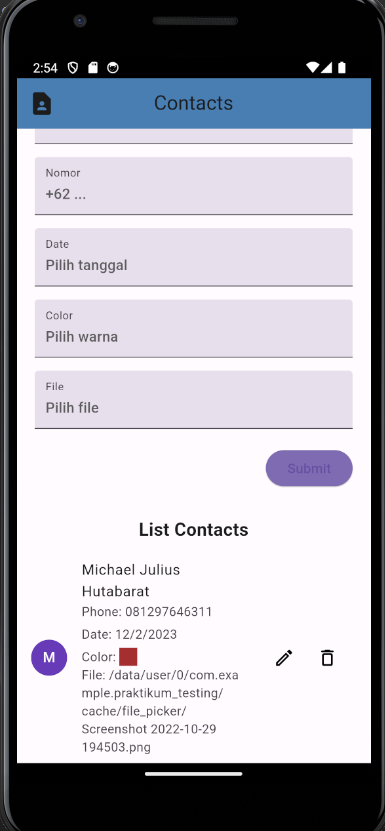 2:54
Contacts
Nomor
+62 ...
Date
Pilih tanggal
Color
Pilih warna
File
Pilih file
Submit
List Contacts
Michael Julius
Hutabarat
Phone: 081297646311
Date: 12/2/2023
M
Color:
File: /data/user/0/com.exa
mple.praktikum_testing/
cache/file_picker/
Screenshot 2022-10-29
194503.png